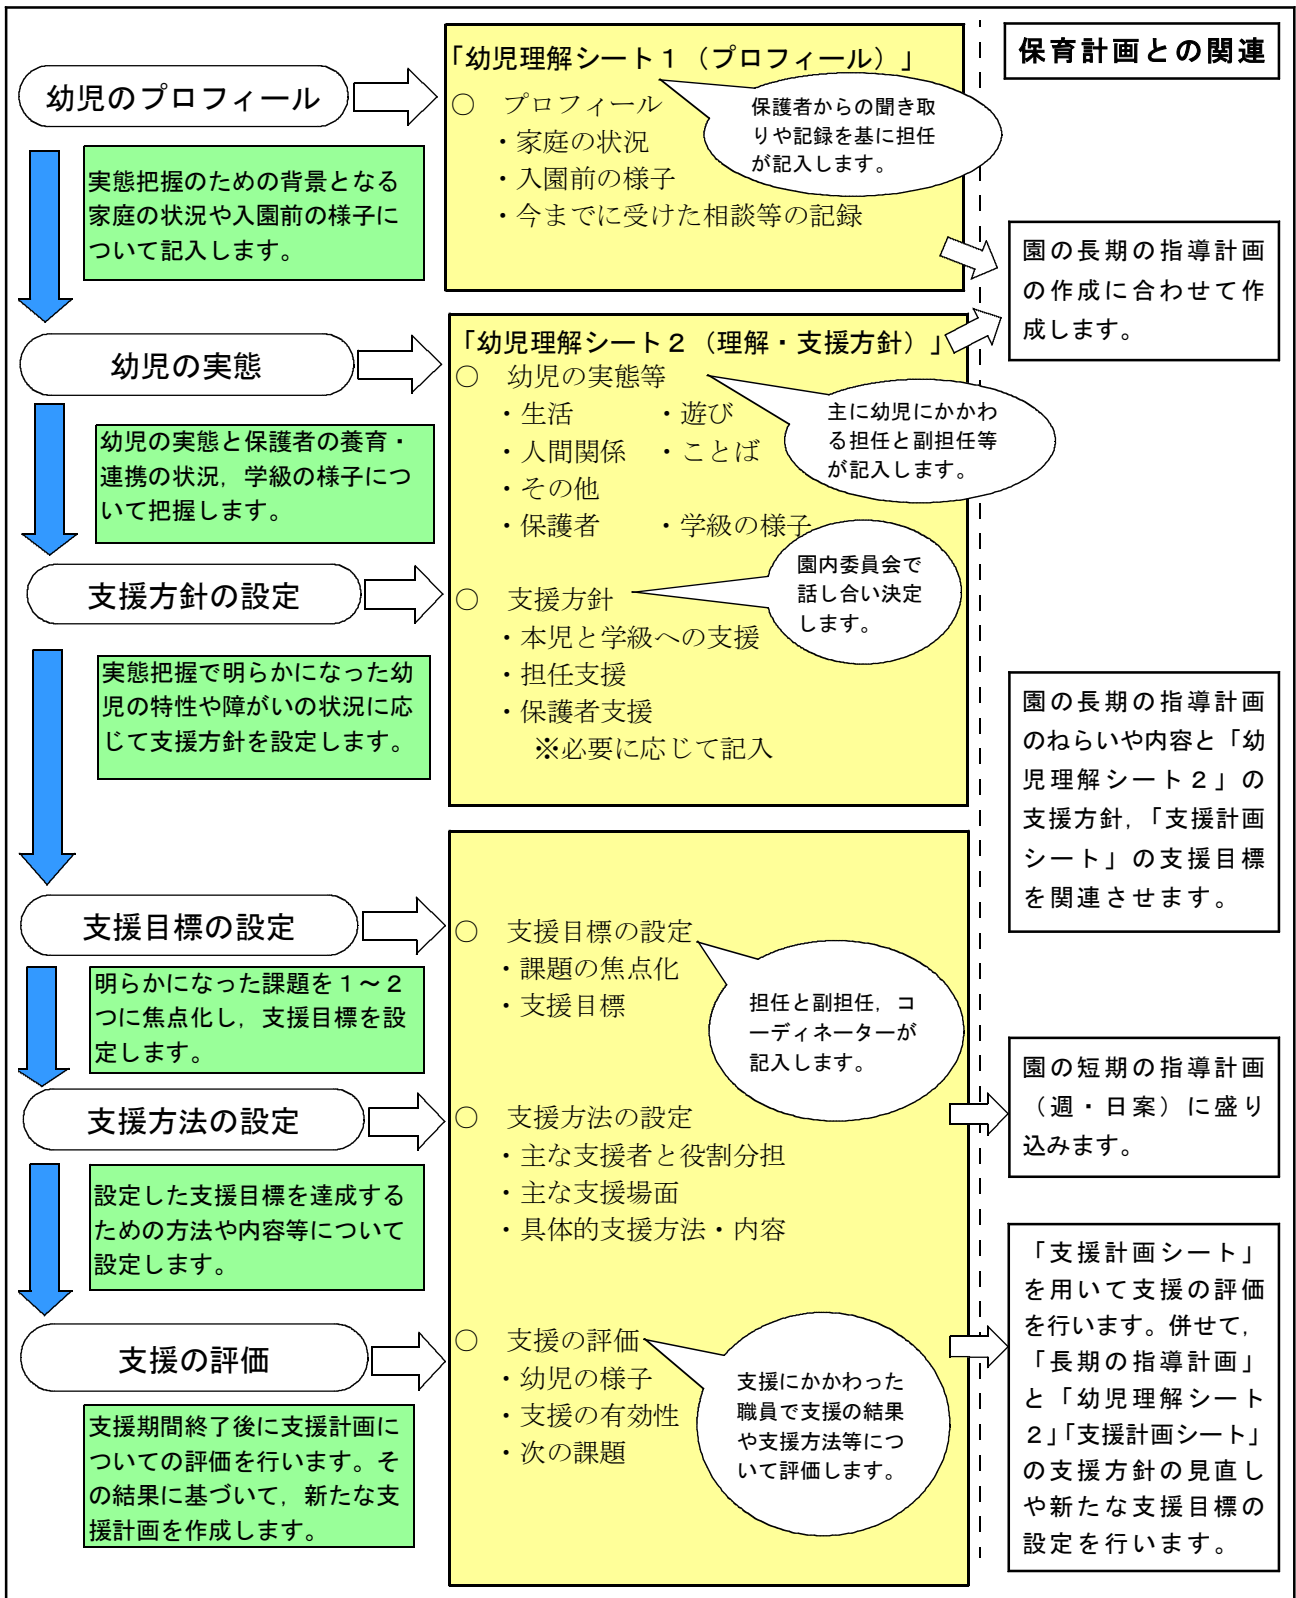 幼児のプロフィール
実態把握のための背景となる
家庭の状況や入園前の様子に
ついて記入します。
幼児の実態
幼児の実態と保護者の養育・
連携の状況，学級の様子につ
いて把握します。
支援方針の設定
実態把握で明らかになった幼
児の特性や障がいの状況に応
じて支援方針を設定します。
支援目標の設定
明らかになった課題を１～２
つに焦点化し，支援目標を設
定します。
支援方法の設定
設定した支援目標を達成する
ための方法や内容等について
設定します。
支援の評価
支援期間終了後に支援計画に
ついての評価を行います。そ
の結果に基づいて，新たな支
援計画を作成します。
「幼児理解シート１（プロフィール）」
○　プロフィール
・家庭の状況
・入園前の様子
・今までに受けた相談等の記録
保護者からの聞き取
りや記録を基に担任
が記入します。
「幼児理解シート２（理解・支援方針）」
○　幼児の実態等
・生活　　　・遊び
・人間関係　・ことば
・その他
・保護者　　・学級の様子
主に幼児にかかわ
る担任と副担任等
が記入します。
○　支援方針
・本児と学級への支援
・担任支援
・保護者支援
※必要に応じて記入
園内委員会で
話し合い決定
します。
○　支援目標の設定
・課題の焦点化
・支援目標
担任と副担任，コ
ーディネーターが
記入します。
○　支援方法の設定
・主な支援者と役割分担
・主な支援場面
・具体的支援方法・内容
○　支援の評価
・幼児の様子
・支援の有効性
・次の課題
支援にかかわった
職員で支援の結果
や支援方法等につ
いて評価します。
保育計画との関連
園の長期の指導計画
の作成に合わせて作
成します。
園の長期の指導計画
のねらいや内容と「幼
児理解シート２」の
支援方針，「支援計画
シート」の支援目標
を関連させます。
園の短期の指導計画
（週・日案）に盛り
込みます。
「支援計画シート」
を用いて支援の評価
を行います。併せて，
「長期の指導計画」
と「幼児理解シート
２」「支援計画シート」
の支援方針の見直し
や新たな支援目標の
設定を行います。